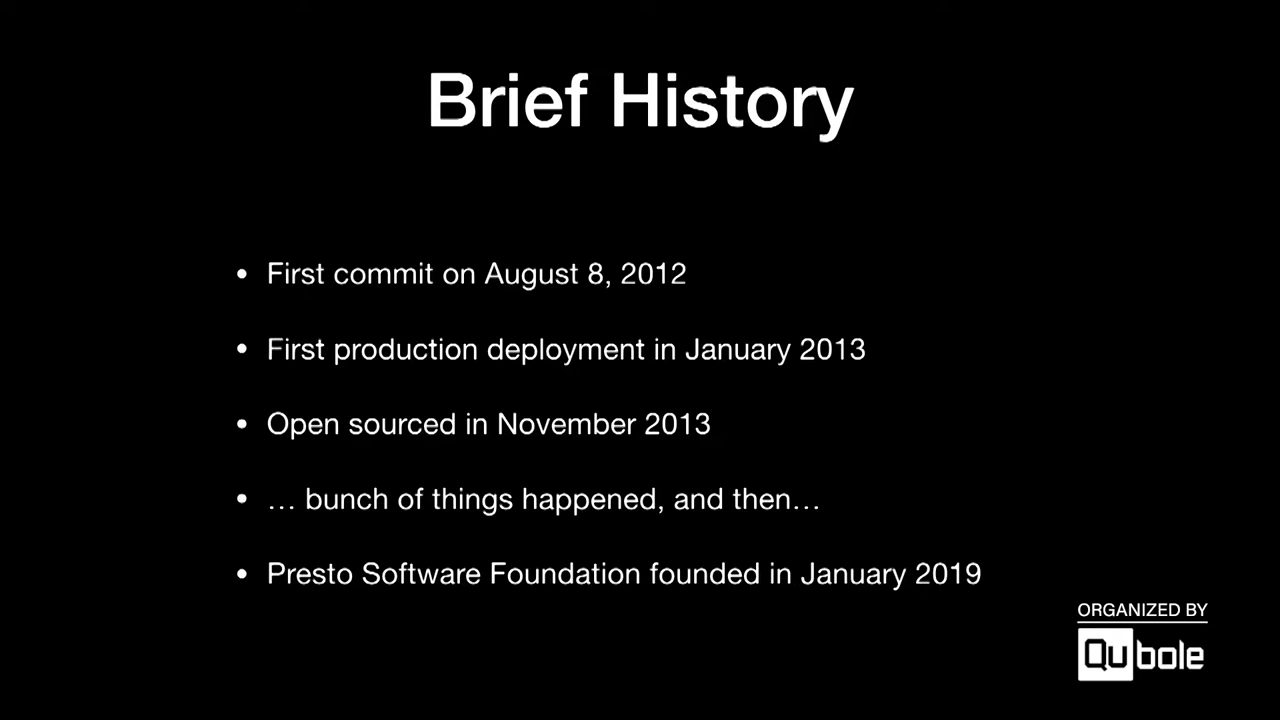 Brief History
• First commit on August 8, 2012
• First production deployment in January 2013
• Open sourced in November 2013
• … bunch of things happened, and then…
• Presto Software Foundation founded in January 2019
ORGANIZED BY
Qubole